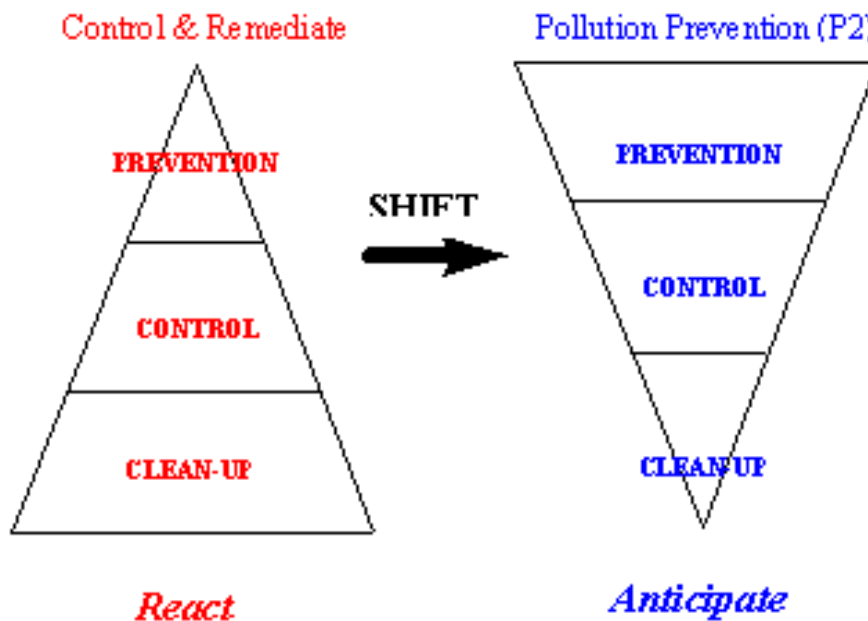 Control & Remediate
PREVENTION
CONTROL
CLEAN-UP
React
SHIFT
Pollution Prevention (P2)
PREVENTION
CONTROL
CLEAN-UP
Anticipate